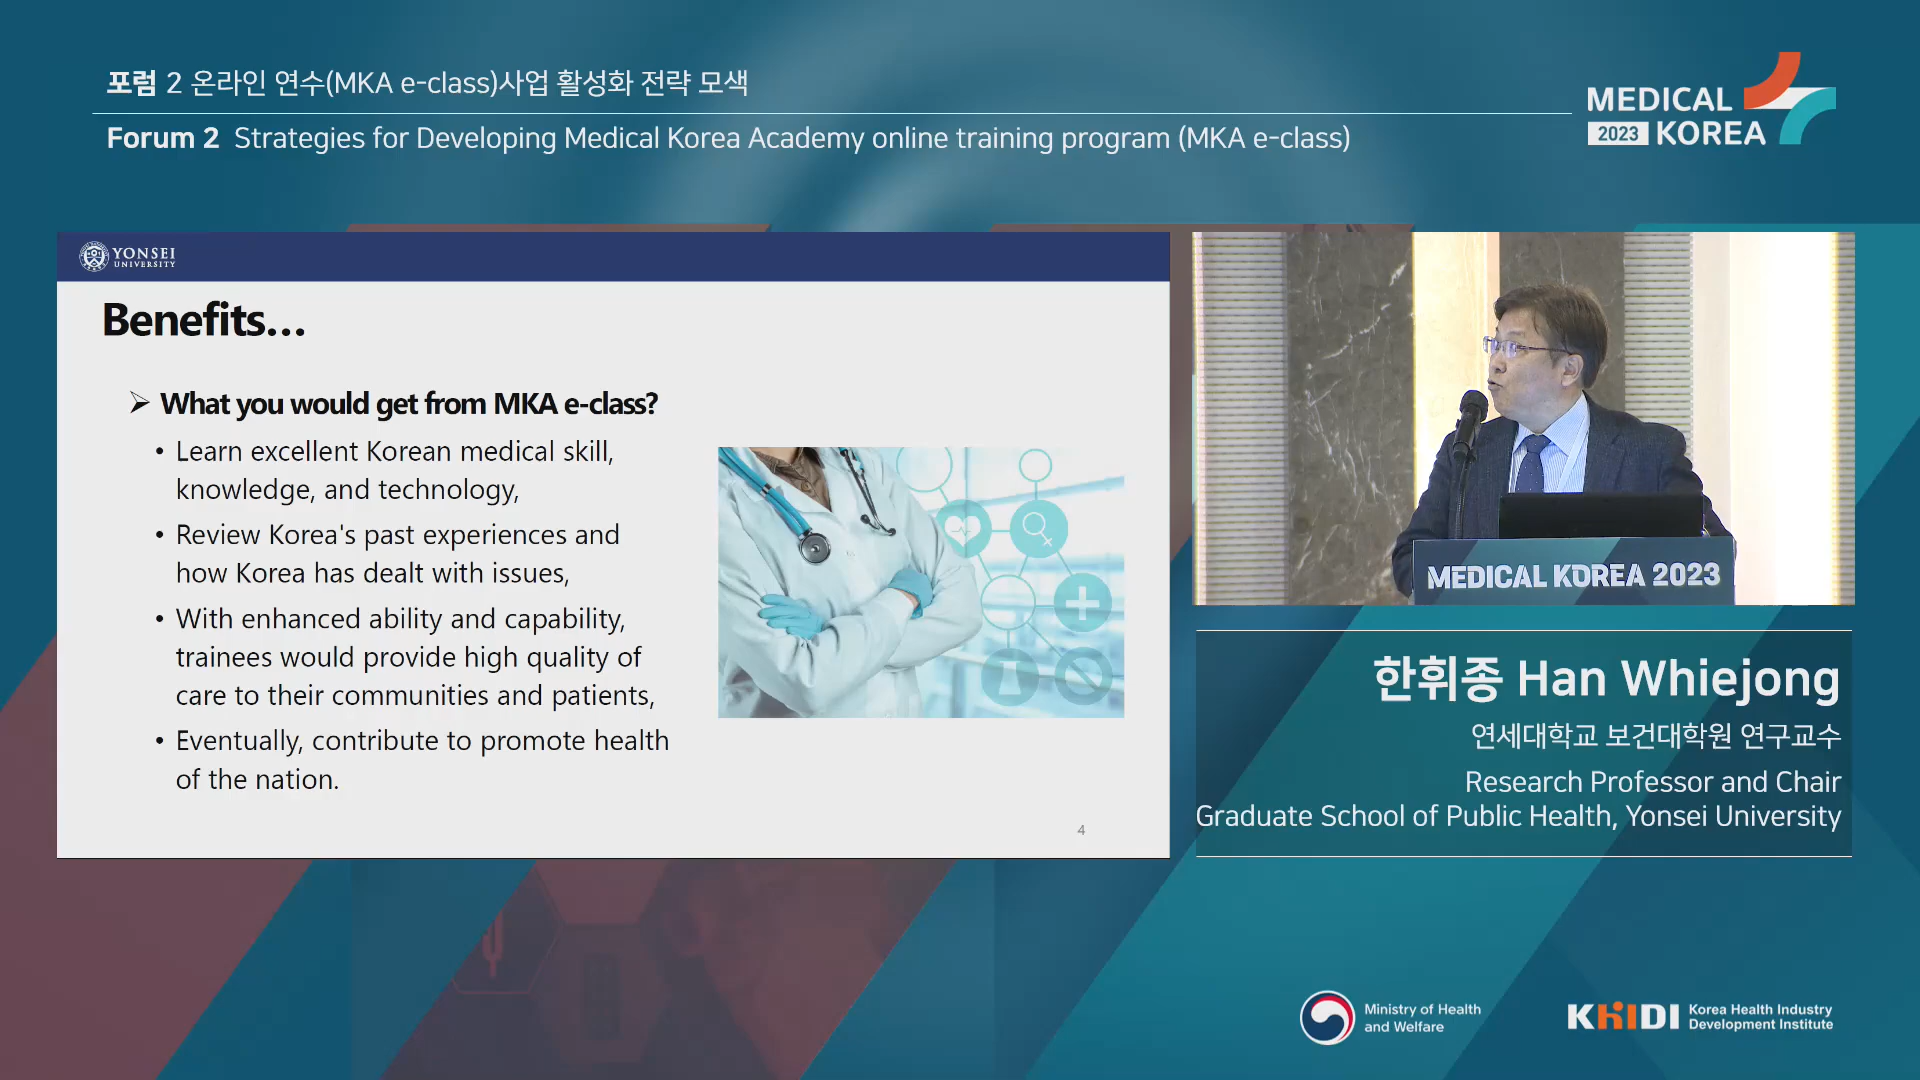 포럼 2 온라인 연수(MKA e-class)사업 활성화 전략 모색
Forum 2 Strategies for Developing Medical Korea Academy online training program (MKA e-class)
MEDICAL
2023 KOREA
YONSEI
UNIVERSITY
Benefits...
What you would get from MKA e-class?
• Learn excellent Korean medical skill,
knowledge, and technology,
• Review Korea's past experiences and
how Korea has dealt with issues,
• With enhanced ability and capability,
trainees would provide high quality of
care to their communities and patients,
• Eventually, contribute to promote health
of the nation.
4
MEDICAL KOREA 2023
한휘종 Han Whiejong
연세대학교 보건대학원 연구교수
Research Professor and Chair
Graduate School of Public Health, Yonsei University
Ministry of Health
and Welfare
KHIDI
Korea Health Industry
Development Institute